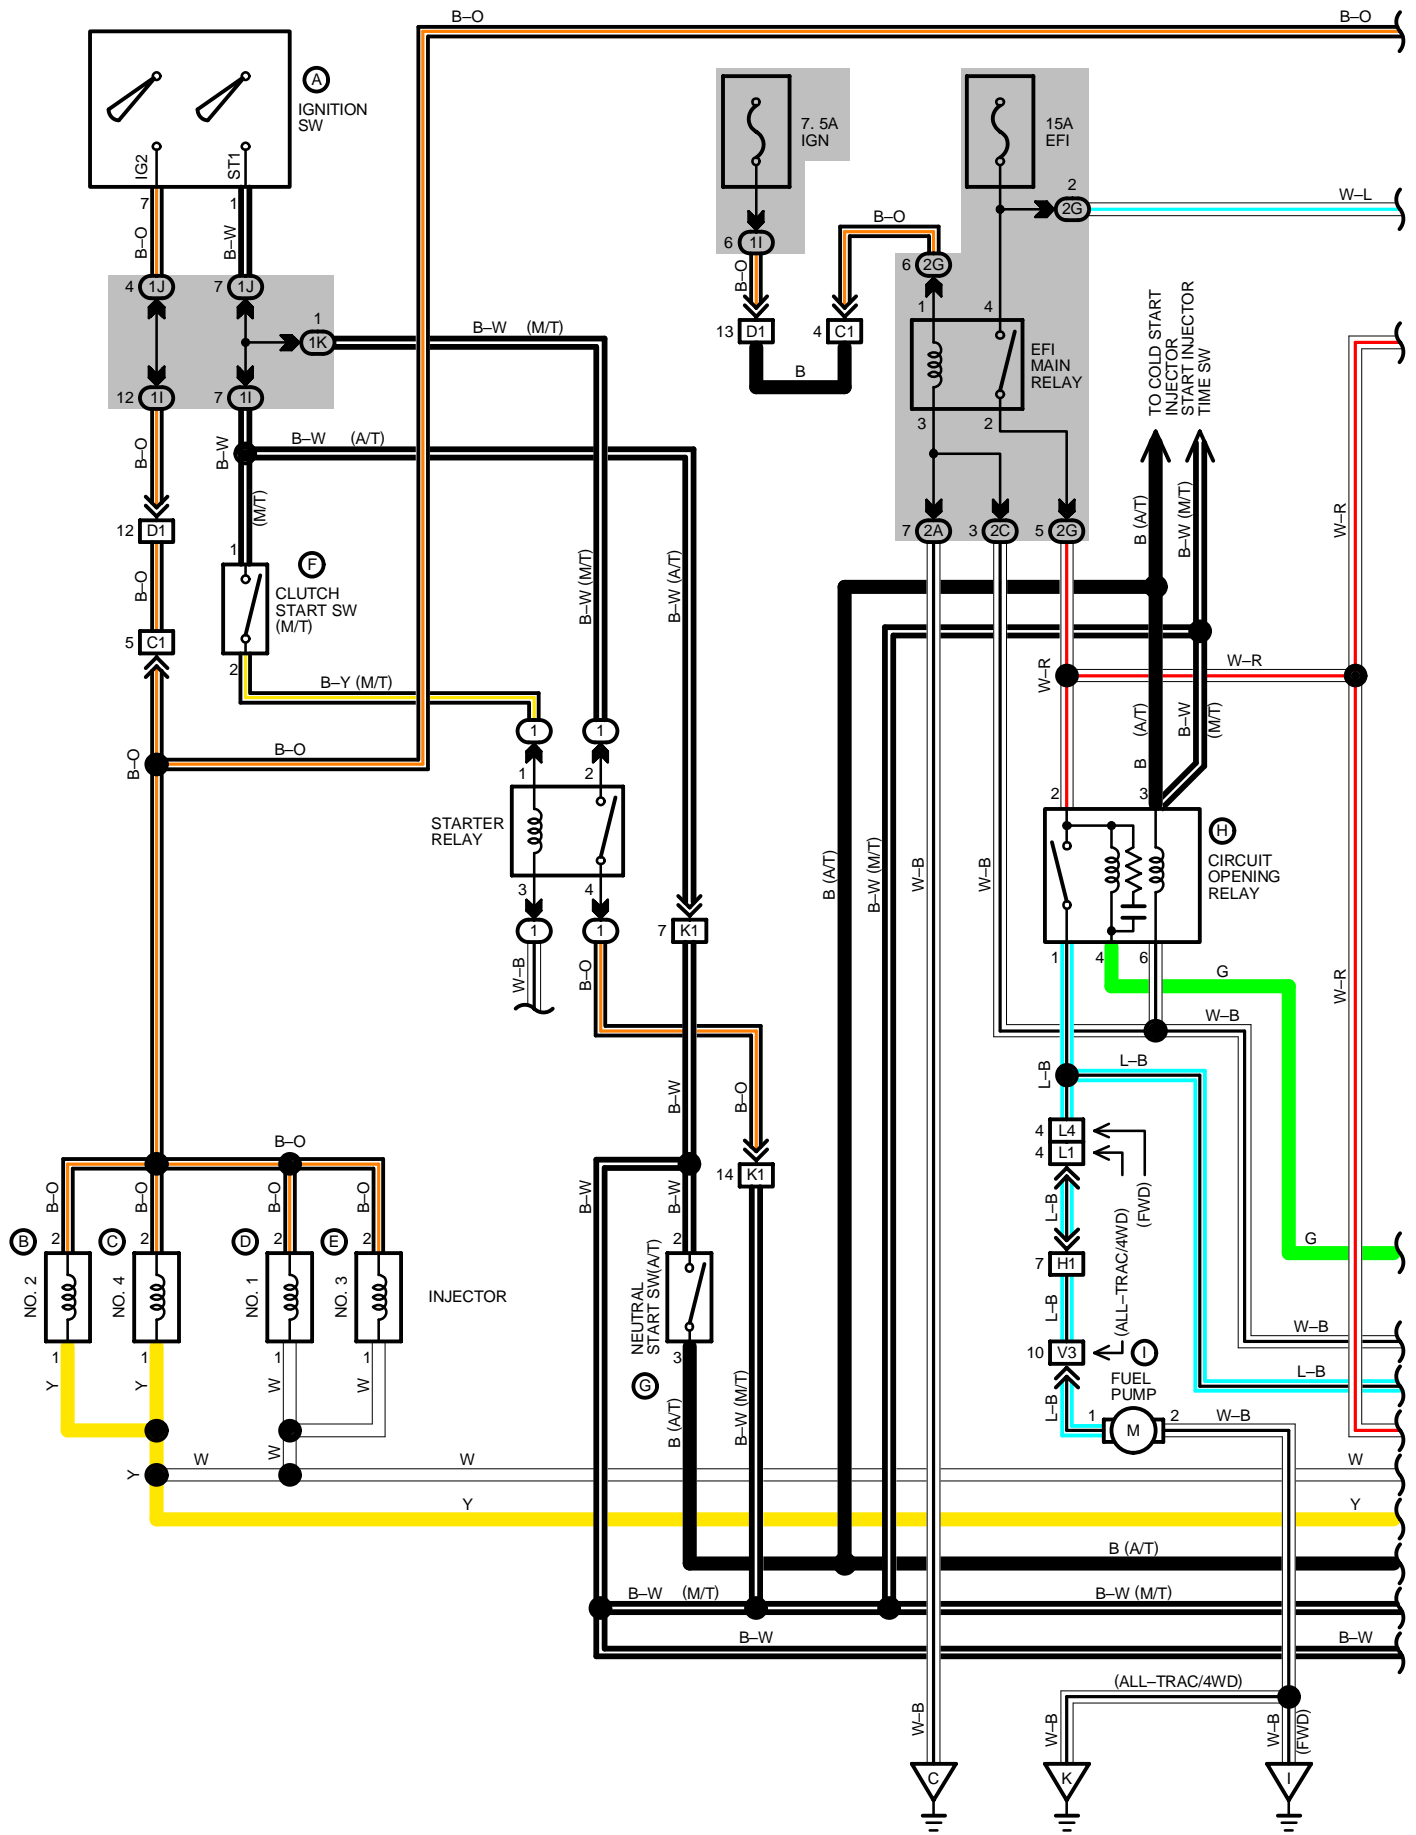 B–O
B–O
A
IGNITION
SW
IG2
ST1
7
1
B–O
B–W
4
1J
7
1J
1
1K
B–W (M/T)
12
1I
7
1I
7. 5A
IGN
6
1I
B–O
13
D1
B
4
C1
B–O
15A
EFI
2
2G
W–L
6
2G
1
4
EFI
MAIN
RELAY
3
2
7
2A
3
2C
5
2G
TO COLD START
INJECTOR
START INJECTOR
TIME SW
B (A/T)
B–W (M/T)
W–R
B–O
B–W
B–W (A/T)
(M/T)
12
D1
B–O
5
C1
1
F
CLUTCH
START SW
(M/T)
2
B–Y (M/T)
B–W (M/T)
B–W (A/T)
B–O
B–O
W–R
W–R
(A/T)
B
B–W
(M/T)
1
1
1
2
STARTER
RELAY
3
4
1
1
W–B
B–O
7
K1
B (A/T)
B–W (M/T)
W–B
W–B
2
3
H
CIRCUIT
OPENING
RELAY
1
4
6
G
W–R
W–B
L–B
L–B
B–W
B–O
14
K1
4
L4
4
L1
(FWD)
L–B
(ALL–TRAC/4WD)
7
H1
L–B
10
V3
I
FUEL
PUMP
L–B
1
M
2
W–B
G
W–B
L–B
B–O
B–O
B–O
B–O
B–O
B
2
C
2
D
2
E
2
NO. 2
NO. 4
NO. 1
NO. 3
INJECTOR
1
1
1
1
Y
Y
W
W
B–W
B–W
2
NEUTRAL
START SW(A/T)
3
G
B (A/T)
B–W (M/T)
Y
W
W
W
W
Y
Y
B (A/T)
B–W (M/T)
B–W (M/T)
B–W
B–W
(ALL–TRAC/4WD)
W–B
W–B
W–B
(FWD)
C
K
I